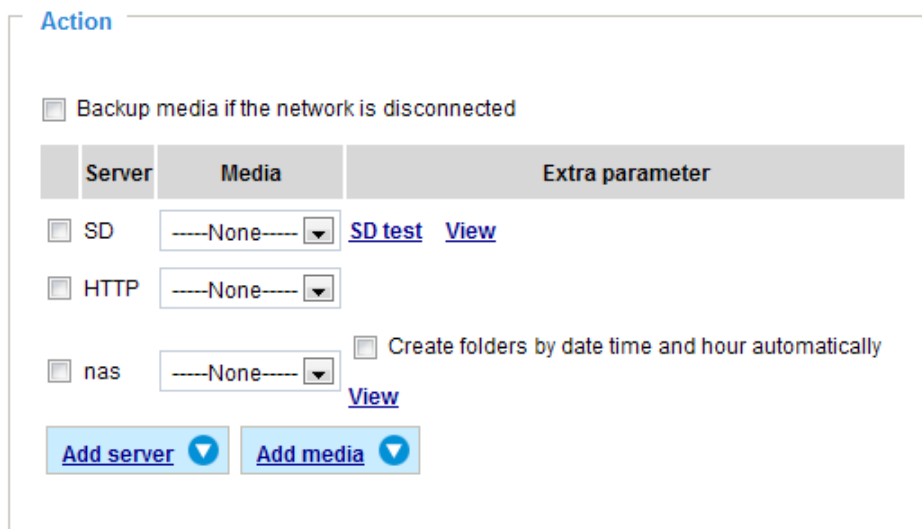 Action
Backup media if the network is disconnected
Server Media Extra parameter
SD -----None----- SD test View
HTTP -----None-----
Create folders by date time and hour automatically
nas -----None-----
View
Add server Add media